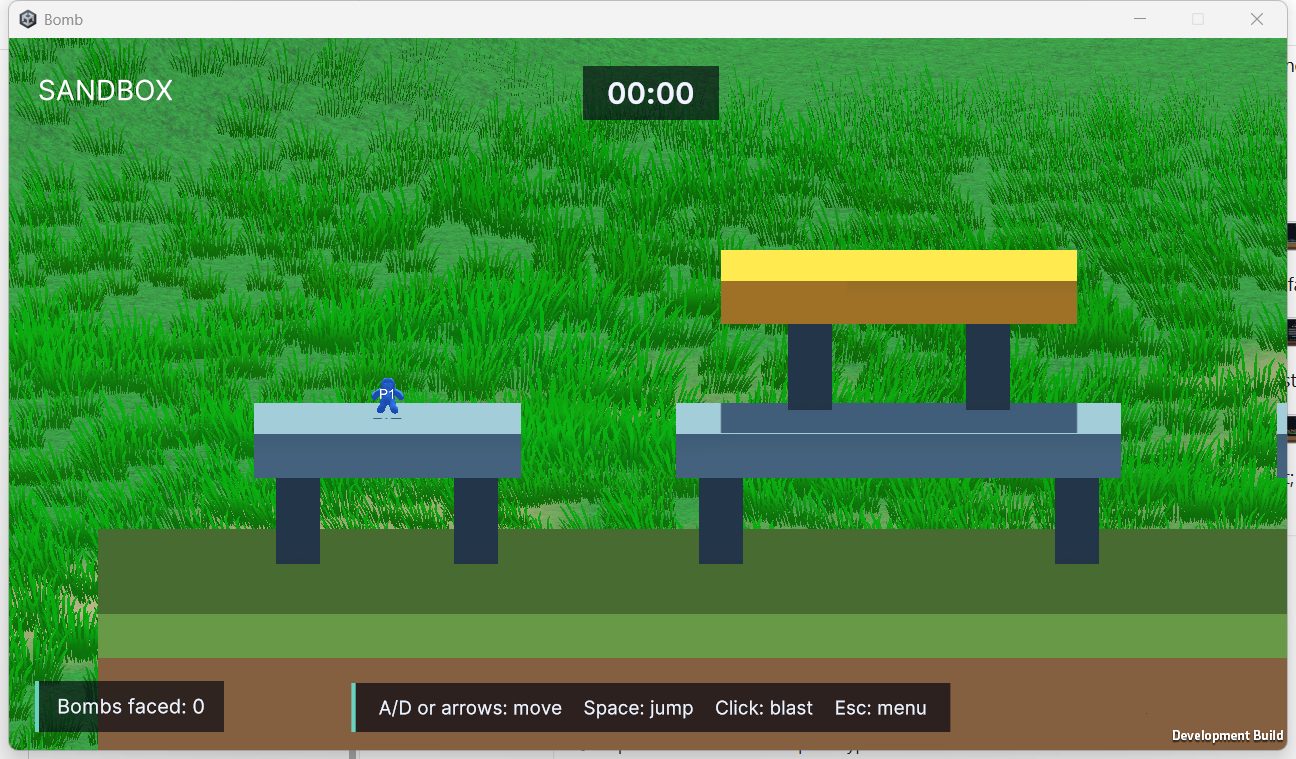 Bomb
SANDBOX
00:00
P1
Bombs faced: 0
A/D or arrows: move Space: jump Click: blast Esc: menu
Development Build